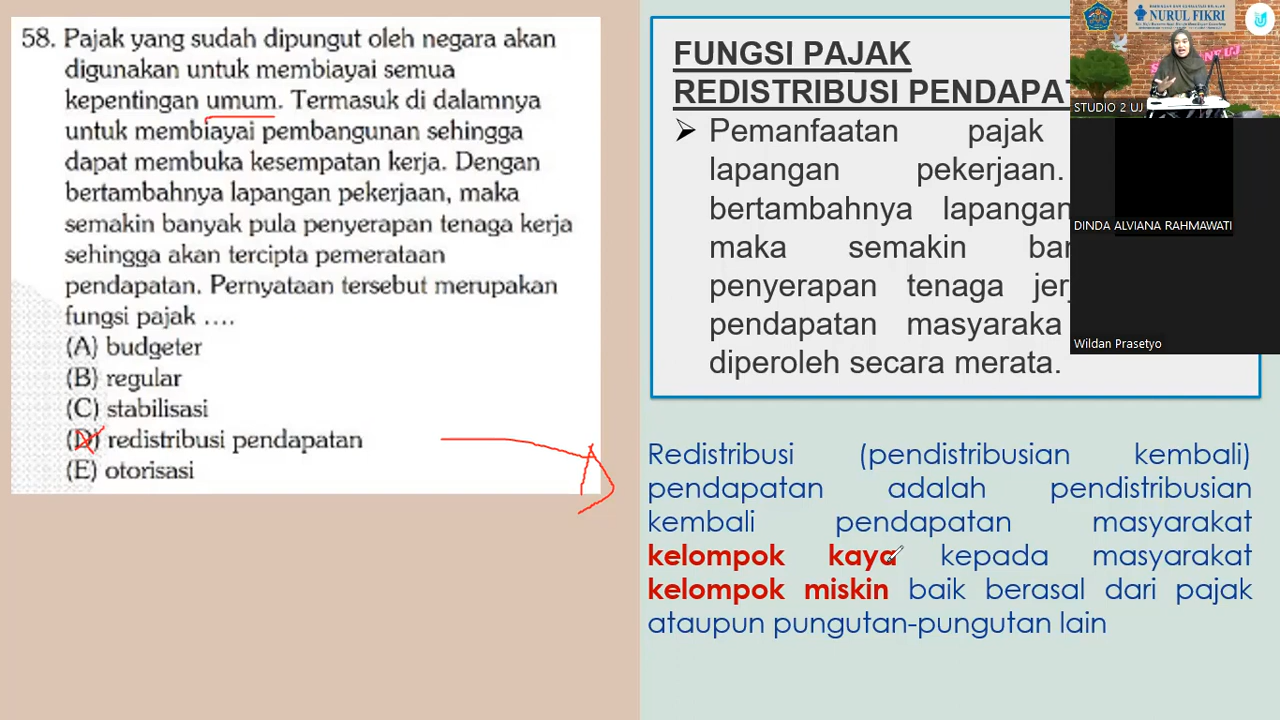 58. Pajak yang sudah dipungut oleh negara akan
digunakan untuk membiayai semua
kepentingan umum. Termasuk di dalamnya
untuk membiayai pembangunan sehingga
dapat membuka kesempatan kerja. Dengan
bertambahnya lapangan pekerjaan, maka
semakin banyak pula penyerapan tenaga kerja
sehingga akan tercipta pemerataan
pendapatan. Pernyataan tersebut merupakan
fungsi pajak ....
(A) budgeter
(B) regular
(C) stabilisasi
(D) redistribusi pendapatan
(E) otorisasi
FUNGSI PAJAK
REDISTRIBUSI PENDAPAT
➢ Pemanfaatan pajak
lapangan pekerjaan.
bertambahnya lapangan
maka semakin ban
penyerapan tenaga jerj
pendapatan masyaraka
diperoleh secara merata.
NURUL FIKRI
STUDIO 2 UJ
DINDA ALVIANA RAHMAWATI
Wildan Prasetyo
Redistribusi (pendistribusian kembali)
pendapatan adalah pendistribusian
kembali pendapatan masyarakat
kelompok kaya kepada masyarakat
kelompok miskin baik berasal dari pajak
ataupun pungutan-pungutan lain